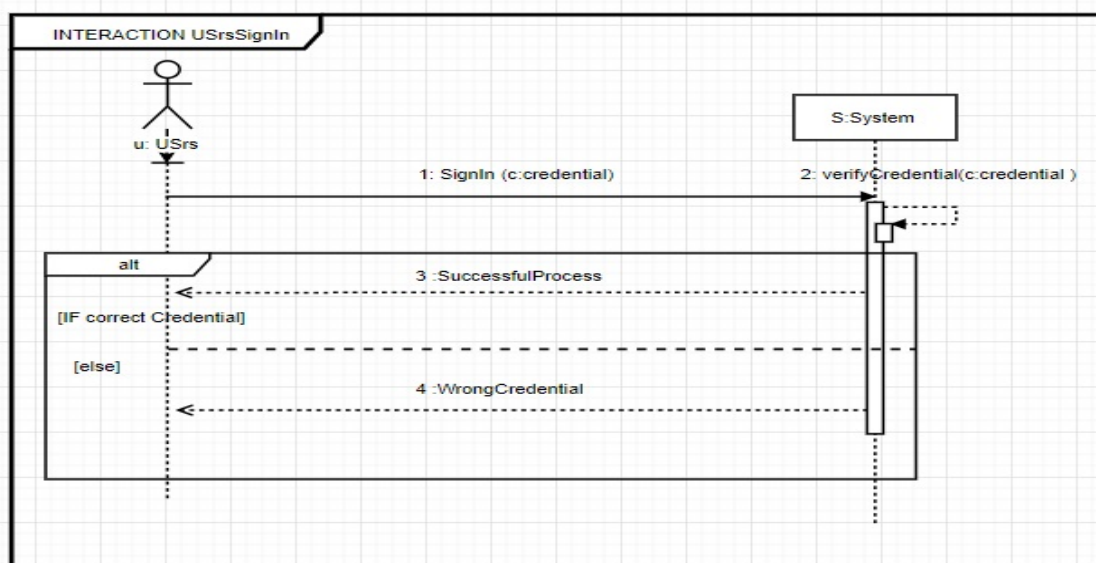 INTERACTION USrsSignIn
u: USrs
S:System
1: SignIn (c:credential)
2: verifyCredential(c:credential )
alt
3 :SuccessfulProcess
[IF correct Credential]
[else]
4 :WrongCredential